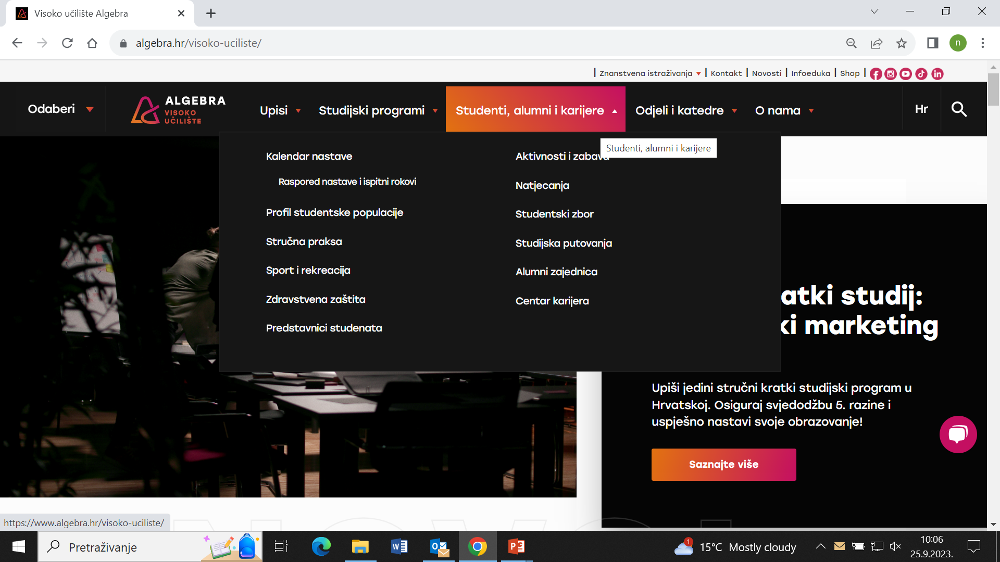 Visoko učilište Algebra
algebra.hr/visoko-uciliste/
n
Znanstvena istraživanja | Kontakt | Novosti | Infoeduka | Shop |
Odaberi
ALGEBRA
VISOKO
UČILIŠTE
Upisi
Studijski programi
Studenti, alumni i karijere
Odjeli i katedre
O nama
Hr
Studenti, alumni i karijere
Kalendar nastave
Raspored nastave i ispitni rokovi
Profil studentske populacije
Stručna praksa
Sport i rekreacija
Zdravstvena zaštita
Predstavnici studenata
Aktivnosti i zabava
Natjecanja
Studentski zbor
Studijska putovanja
Alumni zajednica
Centar karijera
atki studij:
ki marketing
Upiši jedini stručni kratki studijski program u
Hrvatskoj. Osiguraj svjedodžbu 5. razine i
uspješno nastavi svoje obrazovanje!
Saznajte više
https://www.algebra.hr/visoko-uciliste/
Pretraživanje
1
15°C Mostly cloudy
10:06
25.9.2023.